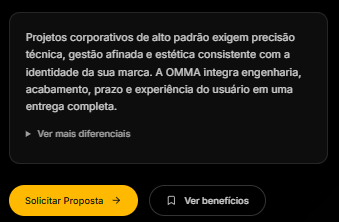 Projetos corporativos de alto padrão exigem precisão
técnica, gestão afinada e estética consistente com a
identidade da sua marca. A OMMA integra engenharia,
acabamento, prazo e experiência do usuário em uma
entrega completa.
Ver mais diferenciais
Solicitar Proposta
Ver benefícios